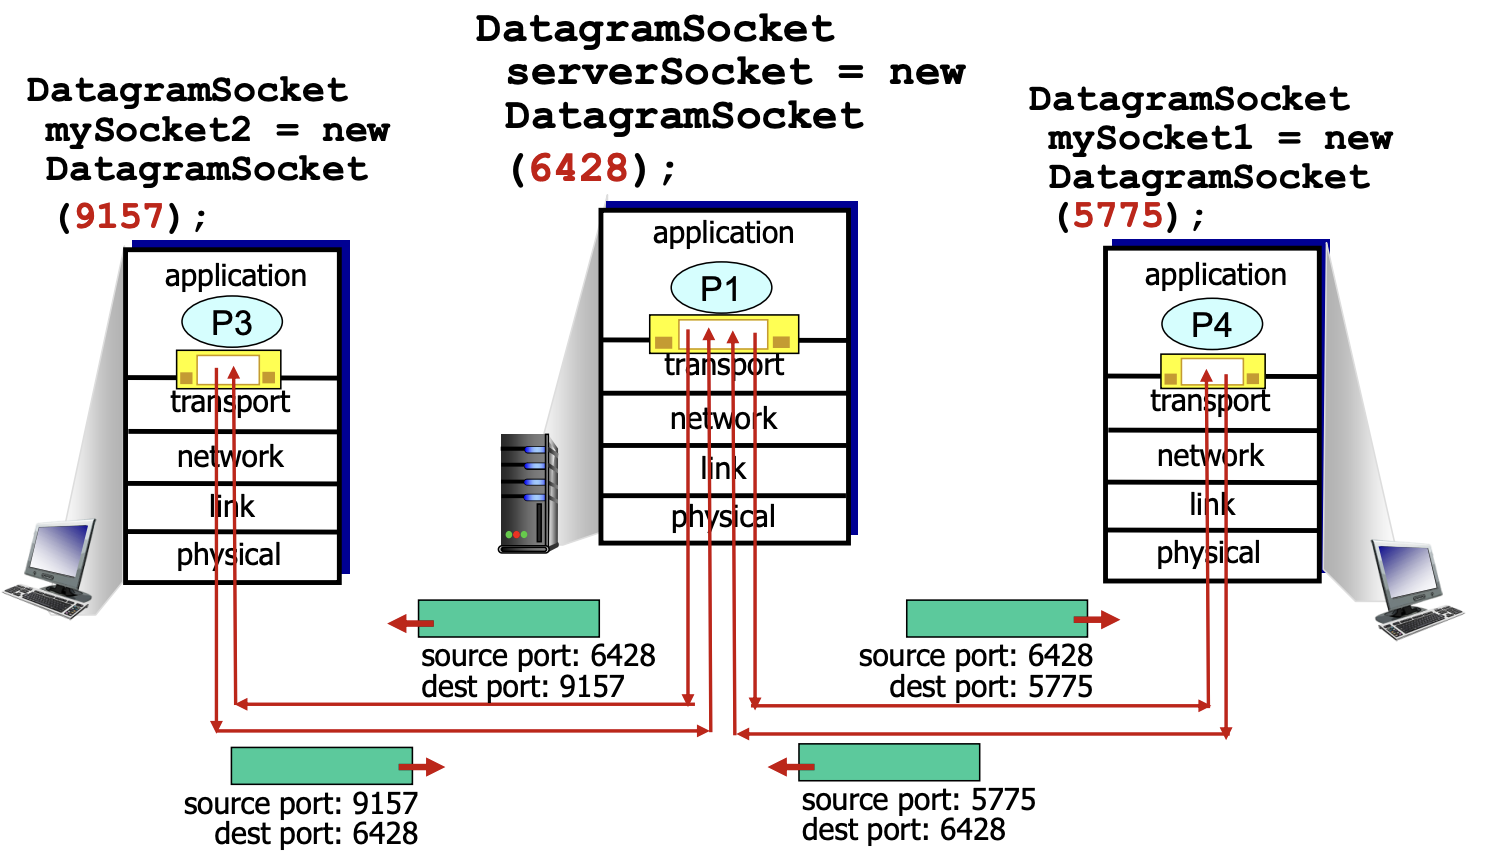 DatagramSocket
mySocket2 = new
DatagramSocket
(9157);
application
P3
transport
network
link
physical
DatagramSocket
serverSocket = new
DatagramSocket
(6428);
application
P1
transport
network
link
physical
DatagramSocket
mySocket1 = new
DatagramSocket
(5775);
application
P4
transport
network
link
physical
source port: 6428
dest port: 9157
source port: 6428
dest port: 5775
source port: 9157
dest port: 6428
source port: 5775
dest port: 6428